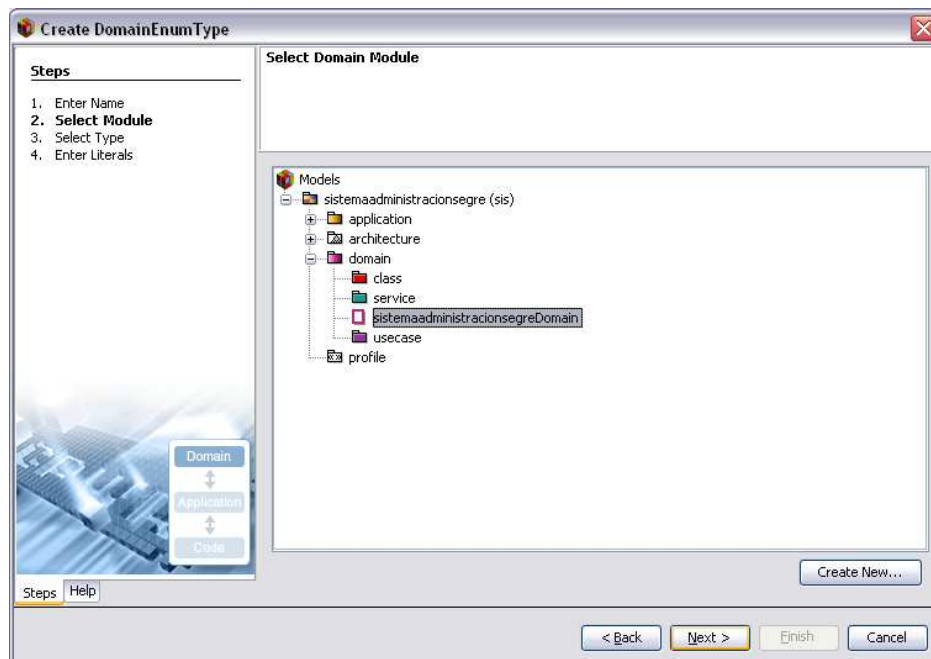 Create DomainEnumType
Steps
1. Enter Name
2. Select Module
3. Select Type
4. Enter Literals
Domain
Application
Code
Steps Help
Select Domain Module
Models
sistemaadministracionsegre (sis)
application
architecture
domain
class
service
sistemaadministracionsegreDomain
usecase
profile
Create New...
< Back Next > Finish Cancel